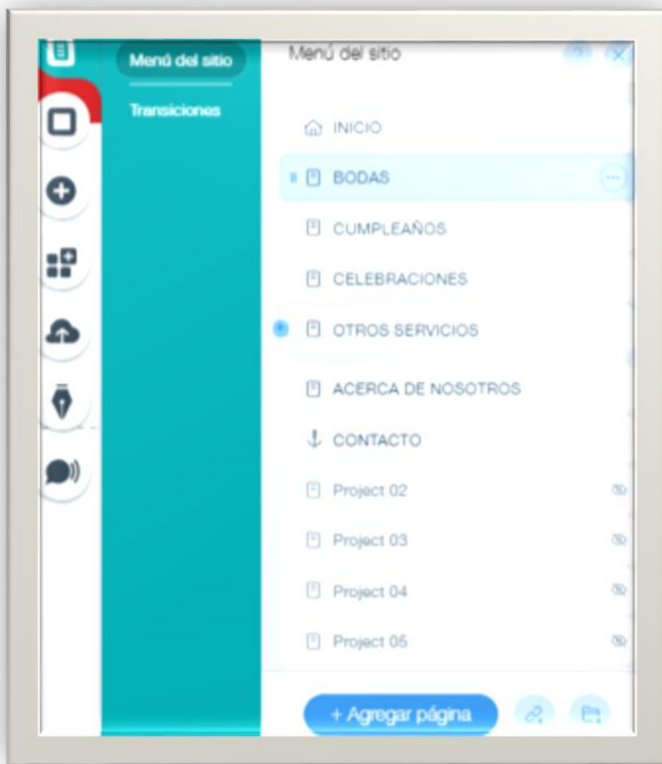 Menú del sitio
Transiciones
Menú del sitio
?
INICIO
BODAS
CUMPLEAÑOS
CELEBRACIONES
OTROS SERVICIOS
ACERCA DE NOSOTROS
CONTACTO
Project 02
Project 03
Project 04
Project 05
+ Agregar página